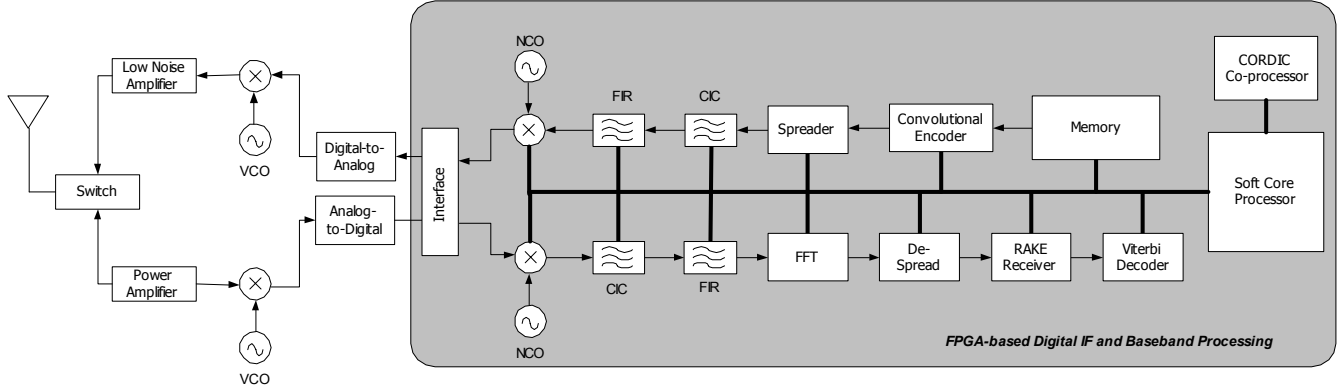 NCO
CORDIC
Co-processor
Low Noise
Amplifier
FIR
CIC
VCO
Digital-to-
Analog
Interface
Spreader
Convolutional
Encoder
Memory
Switch
Soft Core
Processor
Analog-
to-Digital
Power
Amplifier
FFT
De-
Spread
RAKE
Receiver
Viterbi
Decoder
CIC
FIR
VCO
NCO
FPGA-based Digital IF and Baseband Processing